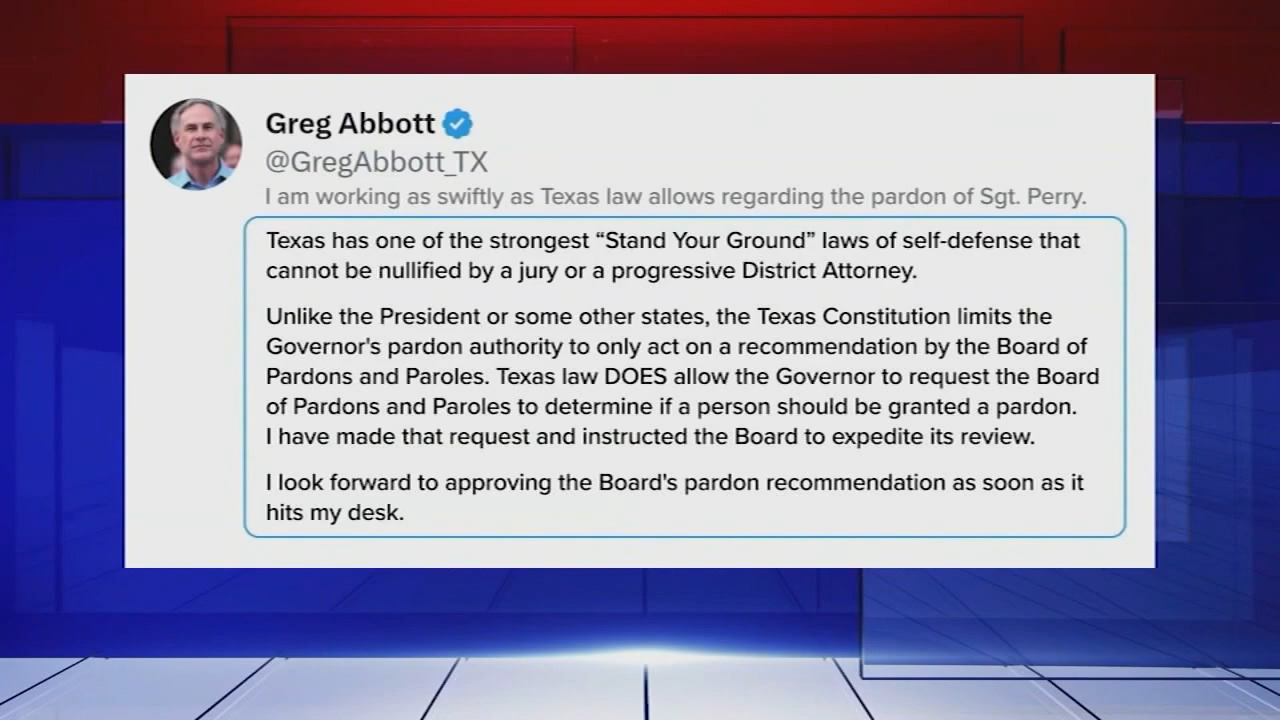 Greg Abbott
@GregAbbott_TX
I am working as swiftly as Texas law allows regarding the pardon of Sgt. Perry.
Texas has one of the strongest “Stand Your Ground” laws of self-defense that
cannot be nullified by a jury or a progressive District Attorney.
Unlike the President or some other states, the Texas Constitution limits the
Governor's pardon authority to only act on a recommendation by the Board of
Pardons and Paroles. Texas law DOES allow the Governor to request the Board
of Pardons and Paroles to determine if a person should be granted a pardon.
I have made that request and instructed the Board to expedite its review.
I look forward to approving the Board's pardon recommendation as soon as it
hits my desk.